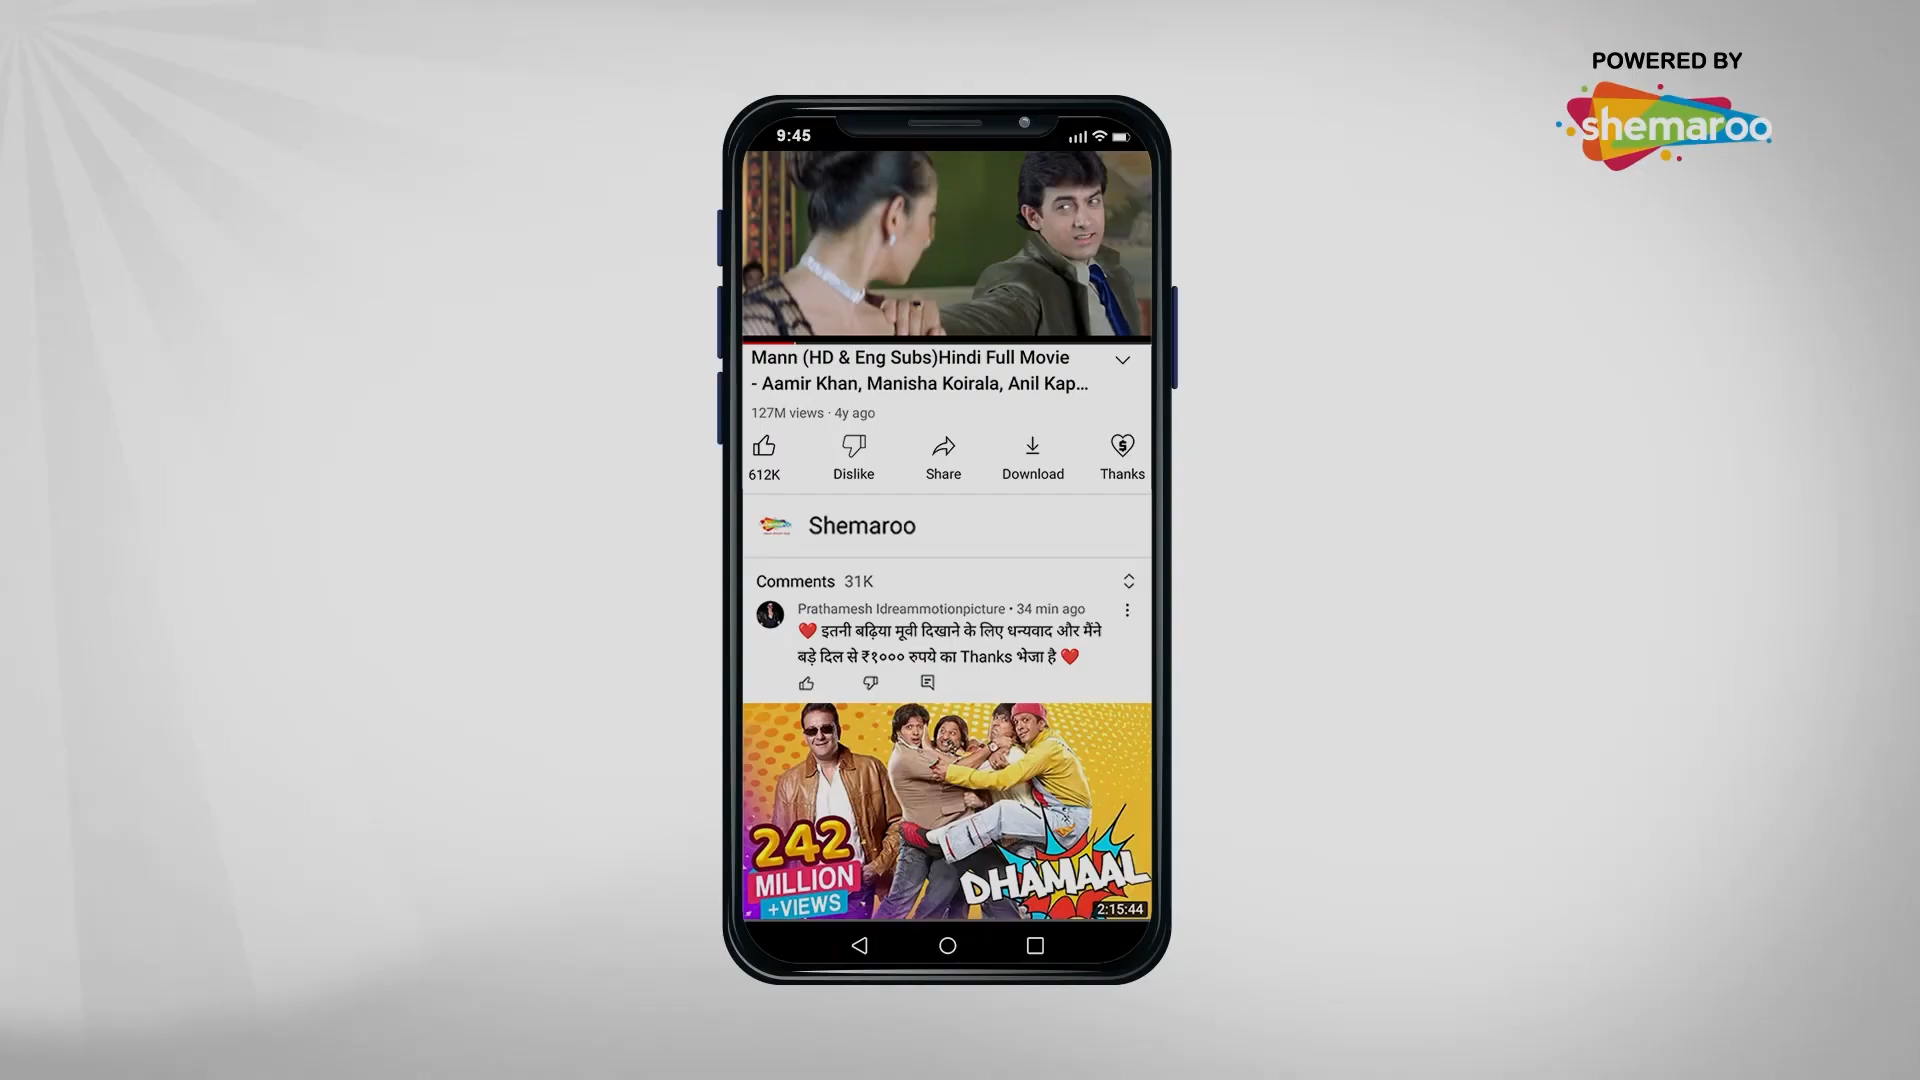 POWERED BY
shemaroo
9:45
Mann (HD & Eng Subs)Hindi Full Movie
- Aamir Khan, Manisha Koirala, Anil Kap...
127M views · 4y ago
612K
Dislike
Share
Download
Thanks
Shemaroo
Comments 31K
Prathamesh Idreammotionpicture • 34 min ago
❤️ इतनी बढ़िया मूवी दिखाने के लिए धन्यवाद और मैंने
बड़े दिल से ₹१००० रुपये का Thanks भेजा है ❤️
242
MILLION
+VIEWS
DHAMAAL
2:15:44